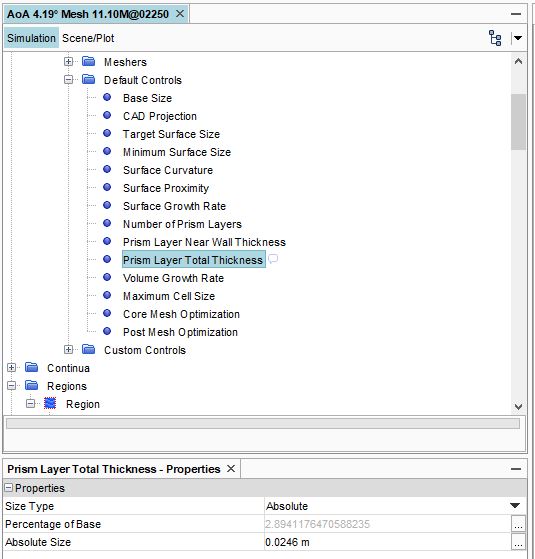 AoA 4.19° Mesh 11.10M@02250
Simulation Scene/Plot
Meshers
Default Controls
Base Size
CAD Projection
Target Surface Size
Minimum Surface Size
Surface Curvature
Surface Proximity
Surface Growth Rate
Number of Prism Layers
Prism Layer Near Wall Thickness
Prism Layer Total Thickness
Volume Growth Rate
Maximum Cell Size
Core Mesh Optimization
Post Mesh Optimization
Custom Controls
Continua
Regions
Region
Prism Layer Total Thickness - Properties
Properties
Size Type Absolute
Percentage of Base 2.8941176470588235 ...
Absolute Size 0.0246 m ...